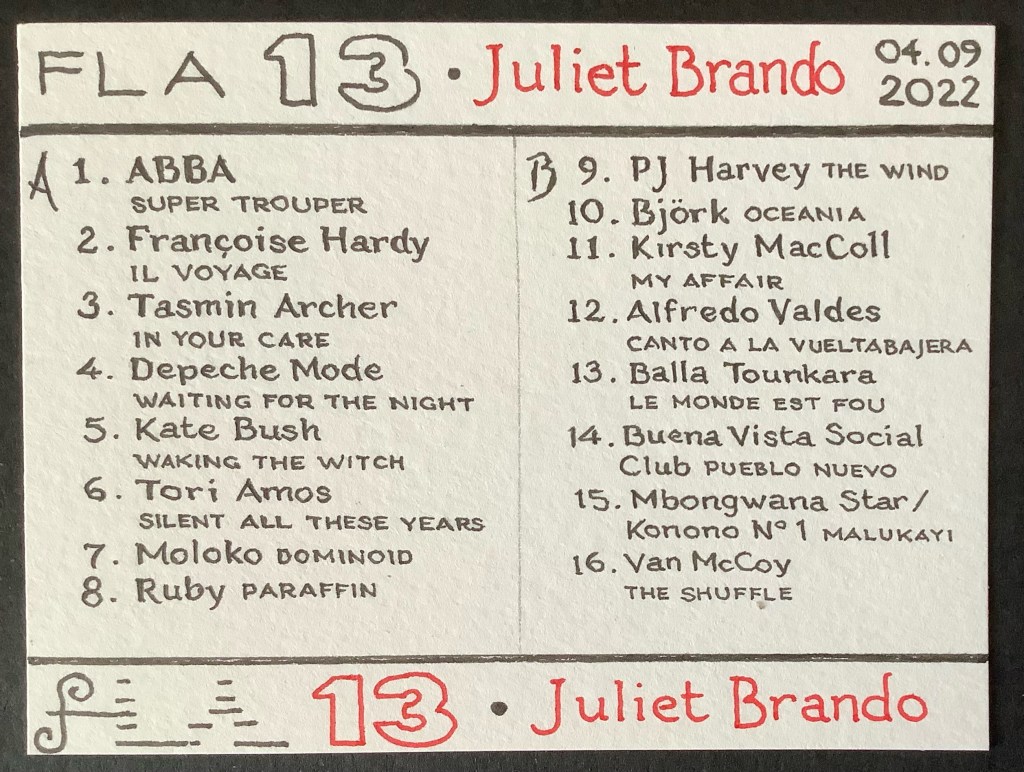 FLA 13 · Juliet Brando 04.09
2022
A 1. ABBA
SUPER TROUPER
2. Françoise Hardy
IL VOYAGE
3. Tasmin Archer
IN YOUR CARE
4. Depeche Mode
WAITING FOR THE NIGHT
5. Kate Bush
WAKING THE WITCH
6. Tori Amos
SILENT ALL THESE YEARS
7. Moloko DOMINOID
8. Ruby PARAFFIN
B 9. PJ Harvey THE WIND
10. Björk OCEANIA
11. Kirsty MacColl
MY AFFAIR
12. Alfredo Valdes
CANTO A LA VUELTABAJERA
13. Balla Tounkara
LE MONDE EST FOU
14. Buena Vista Social
Club PUEBLO NUEVO
15. Mbongwana Star/
Konono Nº1 MALUKAYI
16. Van McCoy
THE SHUFFLE
fLA 13 · Juliet Brando